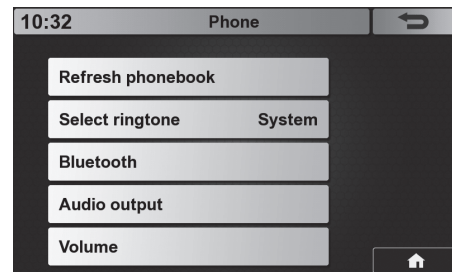 10:32 Phone
Refresh phonebook
Select ringtone System
Bluetooth
Audio output
Volume